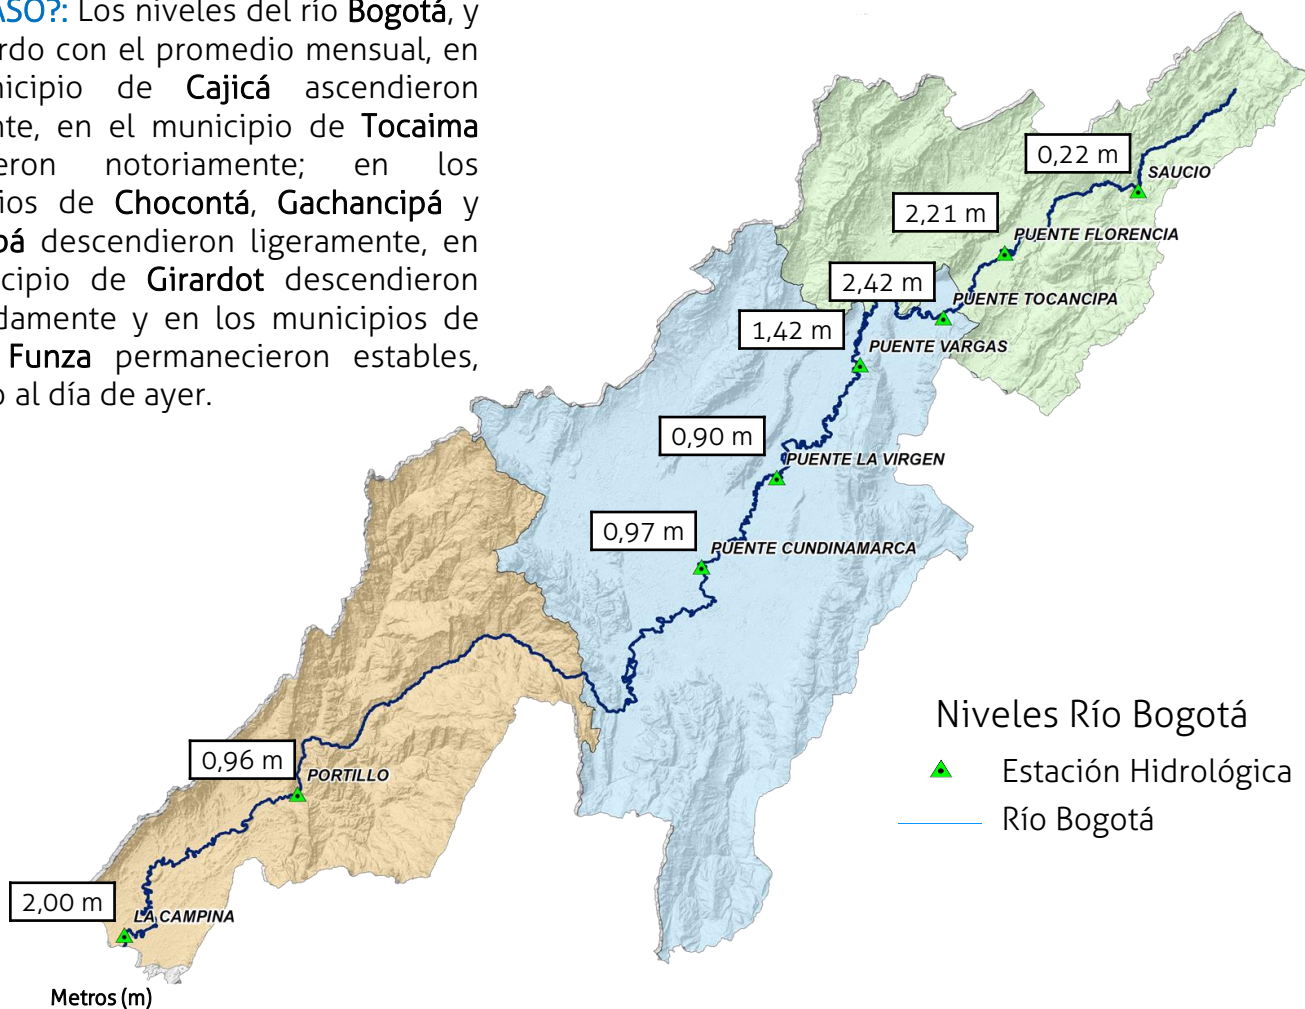 ASO?: Los niveles del río Bogotá, y
rdo con el promedio mensual, en
nicipio de Cajicá ascendieron
nte, en el municipio de Tocaima
eron notoriamente; en los
ios de Chocontá, Gachancipá y
pá descendieron ligeramente, en
icipio de Girardot descendieron
damente y en los municipios de
Funza permanecieron estables,
o al día de ayer.
0,22 m
SAUCIO
2,21 m
PUENTE FLORENCIA
2,42 m
PUENTE TOCANCIPA
1,42 m
PUENTE VARGAS
0,90 m
PUENTE LA VIRGEN
0,97 m
PUENTE CUNDINAMARCA
0,96 m
PORTILLO
2,00 m
LA CAMPINA
Metros (m)
Niveles Río Bogotá
Estación Hidrológica
Río Bogotá